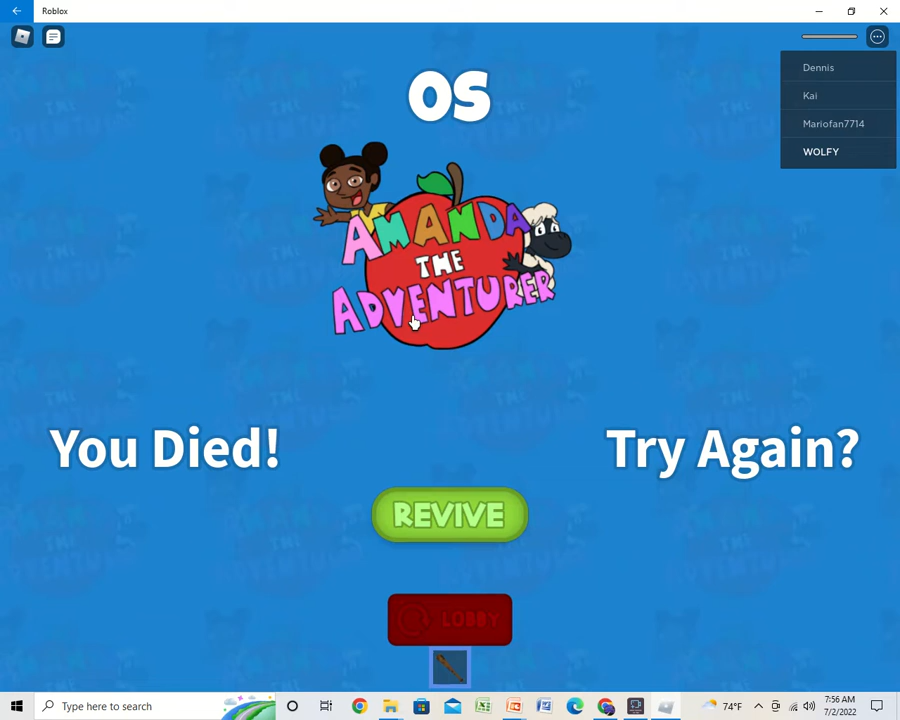 Roblox
Dennis
Kai
Mariofan7714
WOLFY
0S
AMANDA
THE
ADVENTURER
You Died!
Try Again?
REVIVE
LOBBY
Type here to search
74°F
7:56 AM
7/2/2022